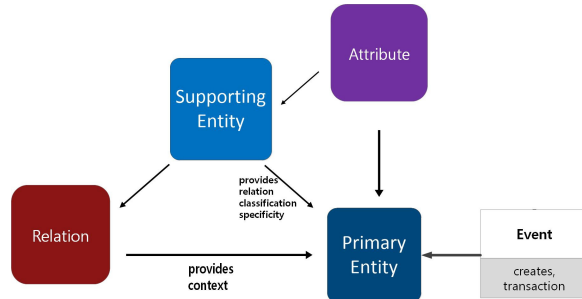 Attribute
Supporting
Entity
provides
relation
classification
specificity
Relation
Primary
Entity
Event
creates,
transaction
provides
context